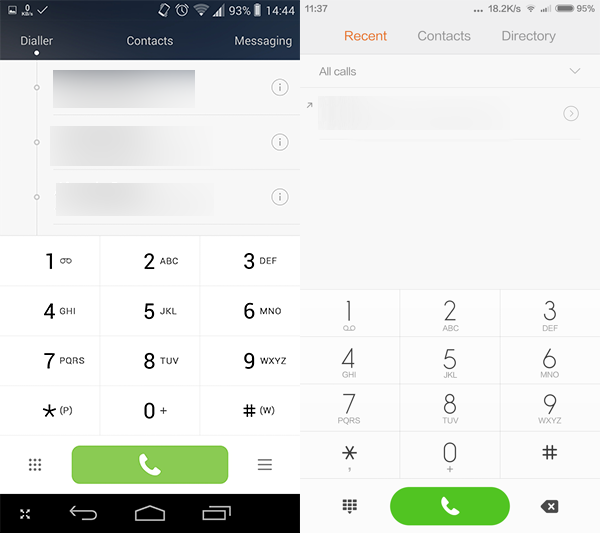 0 KB/s 93% 14:44
Dialler Contacts Messaging
1 2 ABC 3 DEF
4 GHI 5 JKL 6 MNO
7 PQRS 8 TUV 9 WXYZ
* (P) 0 + # (W)
11:37 ... 18.2K/s 95%
Recent Contacts Directory
All calls
1 2 3
ABC DEF
4 5 6
GHI JKL MNO
7 8 9
PQRS TUV WXYZ
* 0 #
, +